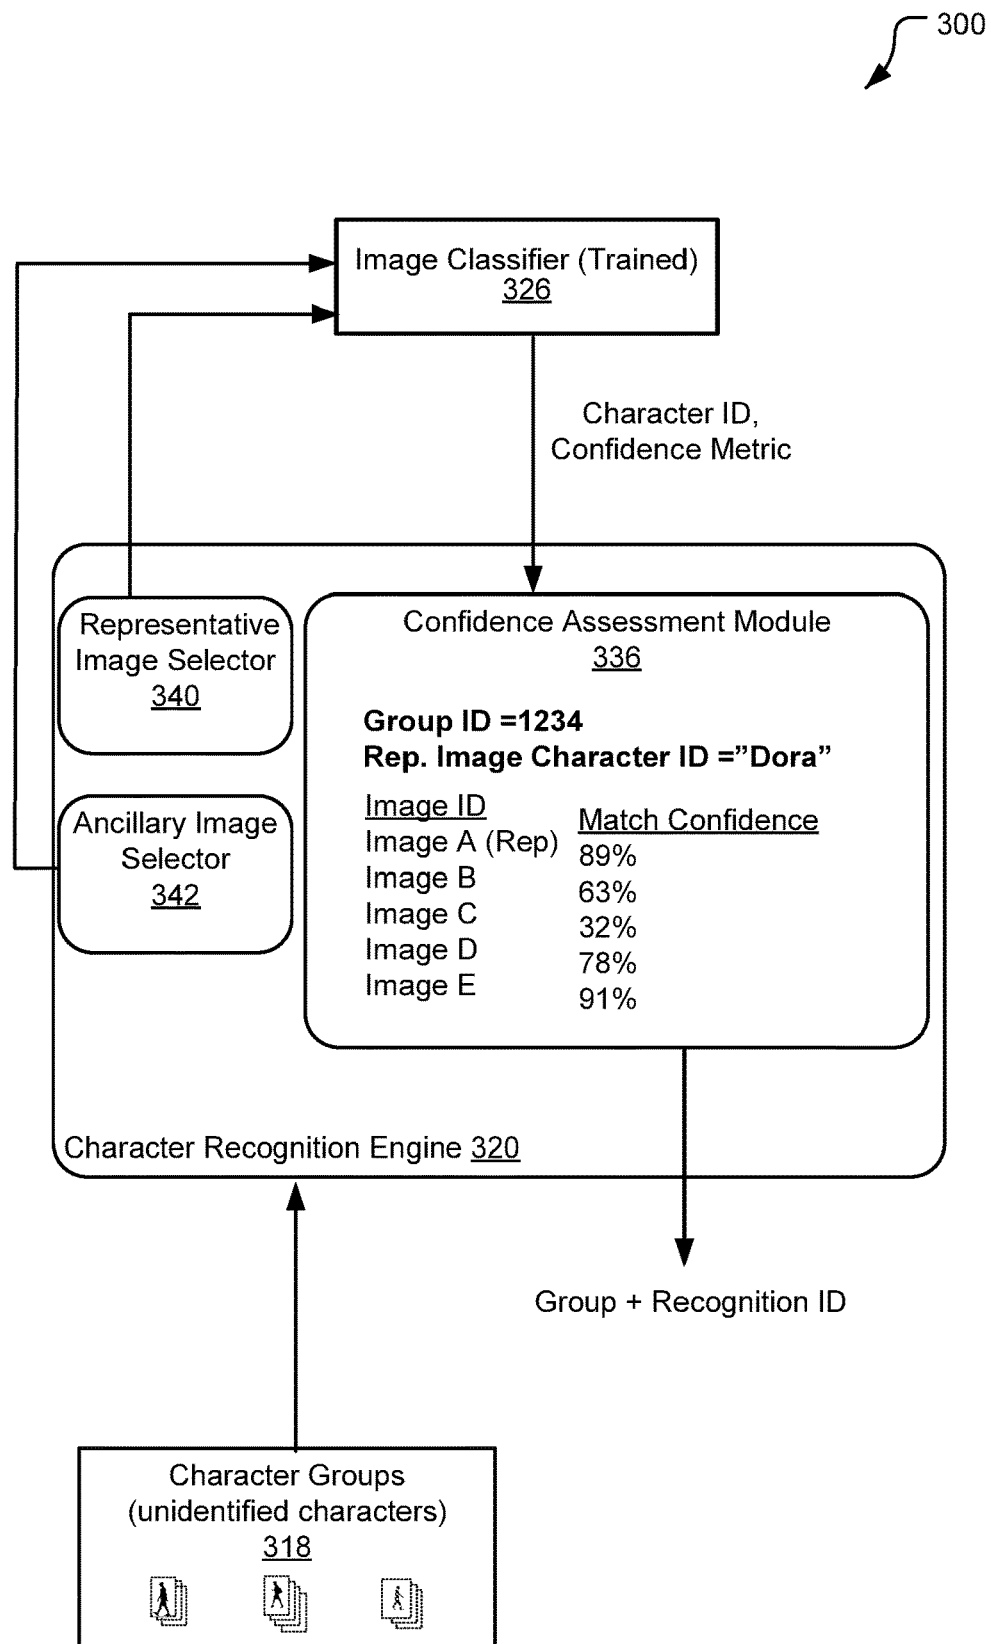 300
Image Classifier (Trained)
326
Character ID,
Confidence Metric
Representative
Image Selector
340
Ancillary Image
Selector
342
Confidence Assessment Module
336
Group ID =1234
Rep. Image Character ID =”Dora”
Image ID
Match Confidence
Image A (Rep)
89%
Image B
63%
Image C
32%
Image D
78%
Image E
91%
Character Recognition Engine 320
Group + Recognition ID
Character Groups
(unidentified characters)
318